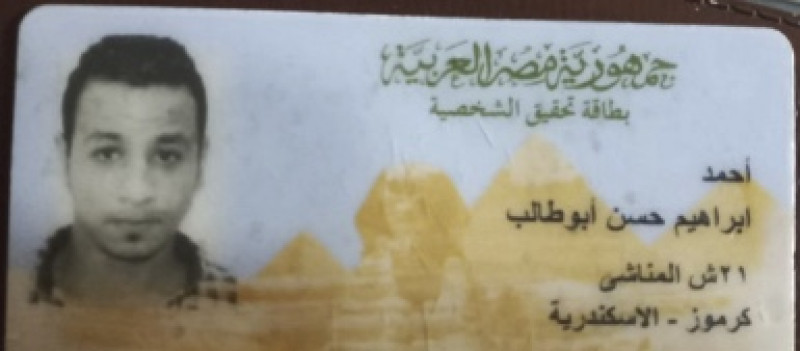 جمهورية مصر العربية
بطاقة تحقيق الشخصية
أحمد
ابراهيم حسن أبوطالب
٢١ش المناشى
كرموز - الاسكندرية